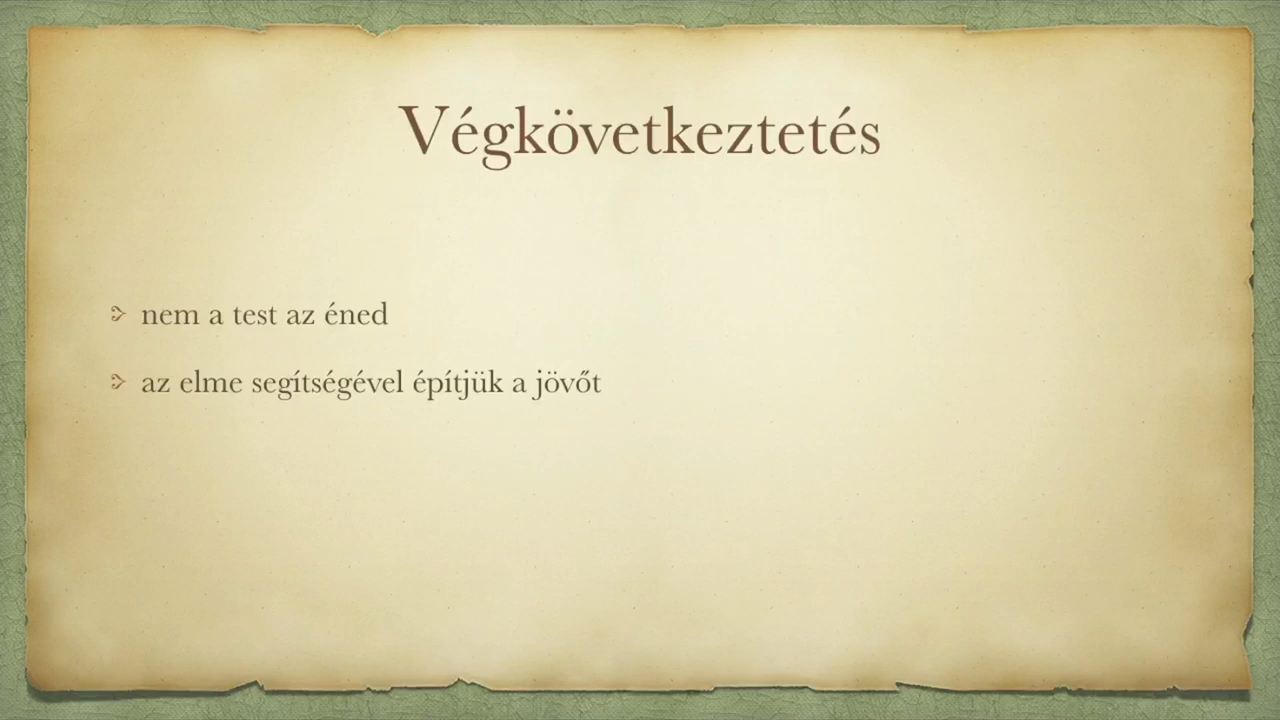 Végkövetkeztetés
nem a test az éned
az elme segítségével építjük a jövőt